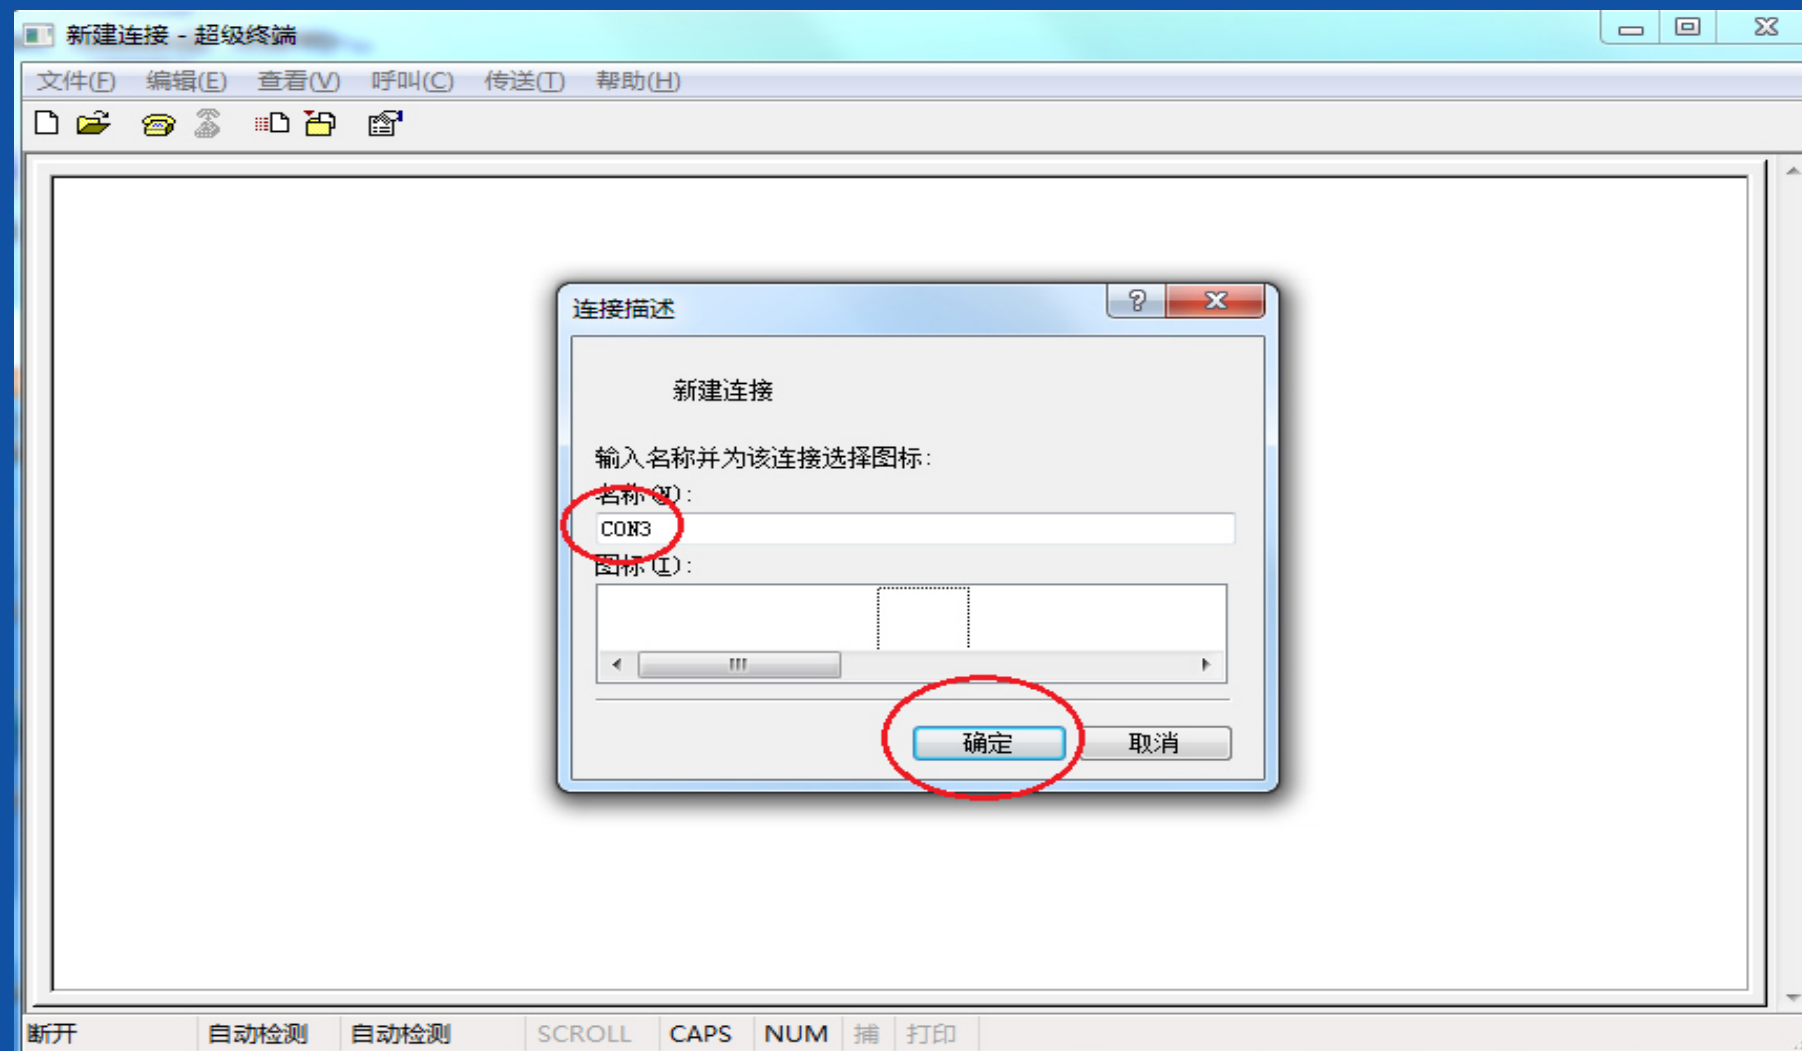 新建连接 - 超级终端
文件(F) 编辑(E) 查看(V) 呼叫(C) 传送(T) 帮助(H)
连接描述
新建连接
输入名称并为该连接选择图标:
名称(N):
CON3
图标(I):
确定 取消
断开 自动检测 自动检测 SCROLL CAPS NUM 捕 打印